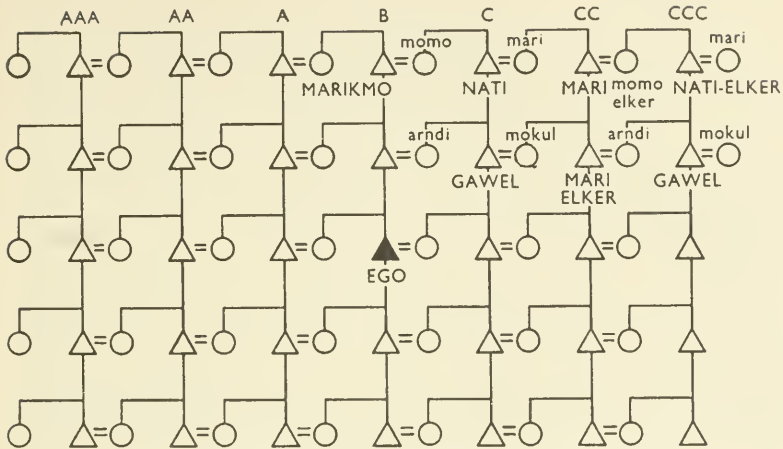 AAA AA A B C CC CCC
momo mari mari
MARIKMO NATI MARI momo NATI-ELKER
elker
arndi mokul arndi mokul
GAWEL MARI GAWEL
ELKER
EGO